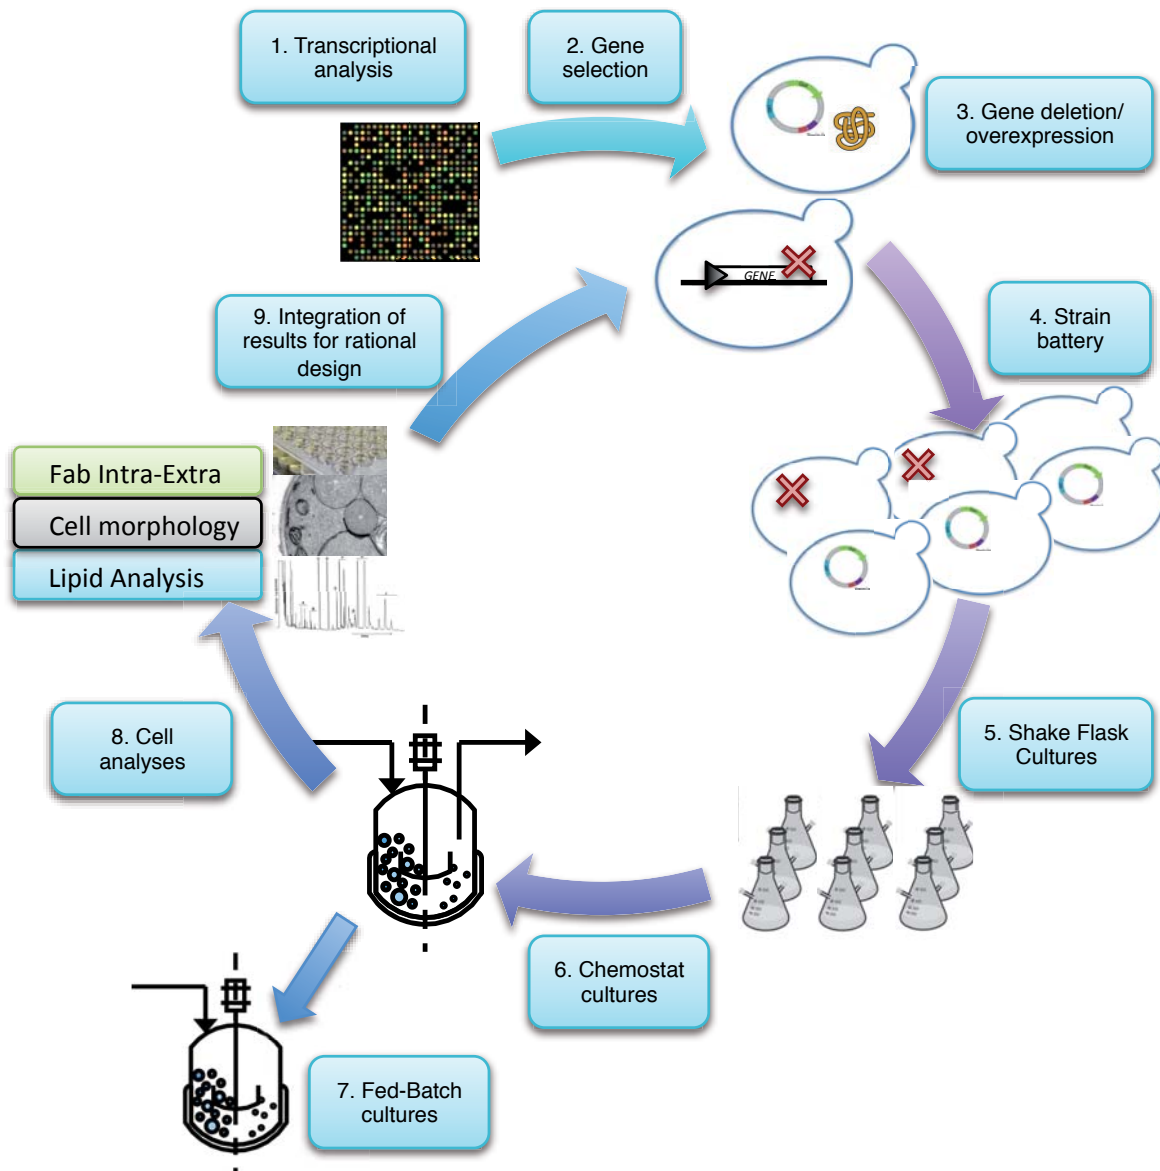 1. Transcriptional
analysis
2. Gene
selection
3. Gene deletion/
overexpression
GENE
4. Strain
battery
9. Integration of
results for rational
design
Fab Intra-Extra
Cell morphology
Lipid Analysis
5. Shake Flask
Cultures
8. Cell
analyses
6. Chemostat
cultures
7. Fed-Batch
cultures